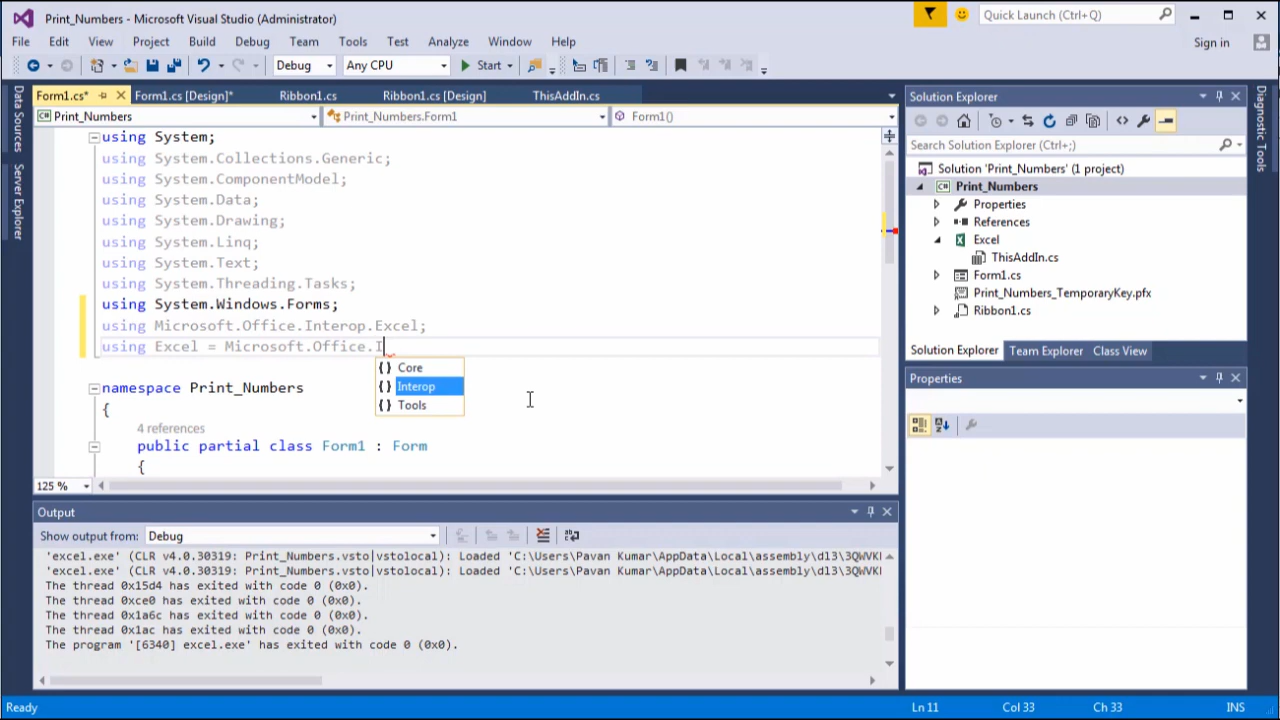 Print_Numbers - Microsoft Visual Studio (Administrator)
Quick Launch (Ctrl+Q)
File Edit View Project Build Debug Team Tools Test Analyze Window Help
Sign in
Debug Any CPU Start
Form1.cs* Form1.cs [Design]* Ribbon1.cs Ribbon1.cs [Design] ThisAddIn.cs
Print_Numbers Print_Numbers.Form1 Form1()
Data Sources
Server Explorer
using System;
using System.Collections.Generic;
using System.ComponentModel;
using System.Data;
using System.Drawing;
using System.Linq;
using System.Text;
using System.Threading.Tasks;
using System.Windows.Forms;
using Microsoft.Office.Interop.Excel;
using Excel = Microsoft.Office.I
Core
Interop
Tools
namespace Print_Numbers
{
4 references
public partial class Form1 : Form
{
125 %
Solution Explorer
Search Solution Explorer (Ctrl+;)
Solution 'Print_Numbers' (1 project)
Print_Numbers
Properties
References
Excel
ThisAddIn.cs
Form1.cs
Print_Numbers_TemporaryKey.pfx
Ribbon1.cs
Solution Explorer Team Explorer Class View
Properties
Diagnostic Tools
Output
Show output from: Debug
'excel.exe' (CLR v4.0.30319: Print_Numbers.vsto|vstolocal): Loaded 'C:\Users\Pavan Kumar\AppData\Local\assembly\dl3\3QWVK
'excel.exe' (CLR v4.0.30319: Print_Numbers.vsto|vstolocal): Loaded 'C:\Users\Pavan Kumar\AppData\Local\assembly\dl3\3QWVK
The thread 0x15d4 has exited with code 0 (0x0).
The thread 0xce0 has exited with code 0 (0x0).
The thread 0x1a6c has exited with code 0 (0x0).
The thread 0x1ac has exited with code 0 (0x0).
The program '[6340] excel.exe' has exited with code 0 (0x0).
Ready Ln 11 Col 33 Ch 33 INS